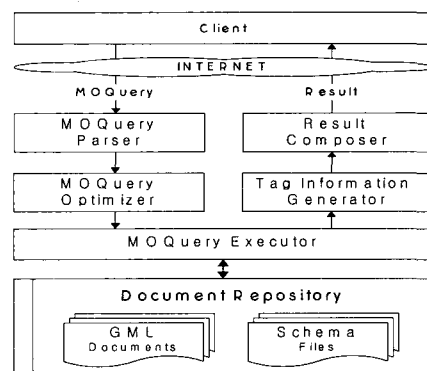 Client
INTERNET
MOQuery Result
MOQuery Parser
Result Composer
MOQuery Optimizer
Tag Information Generator
MOQuery Executor
Document Repository
GML Documents
Schema Files